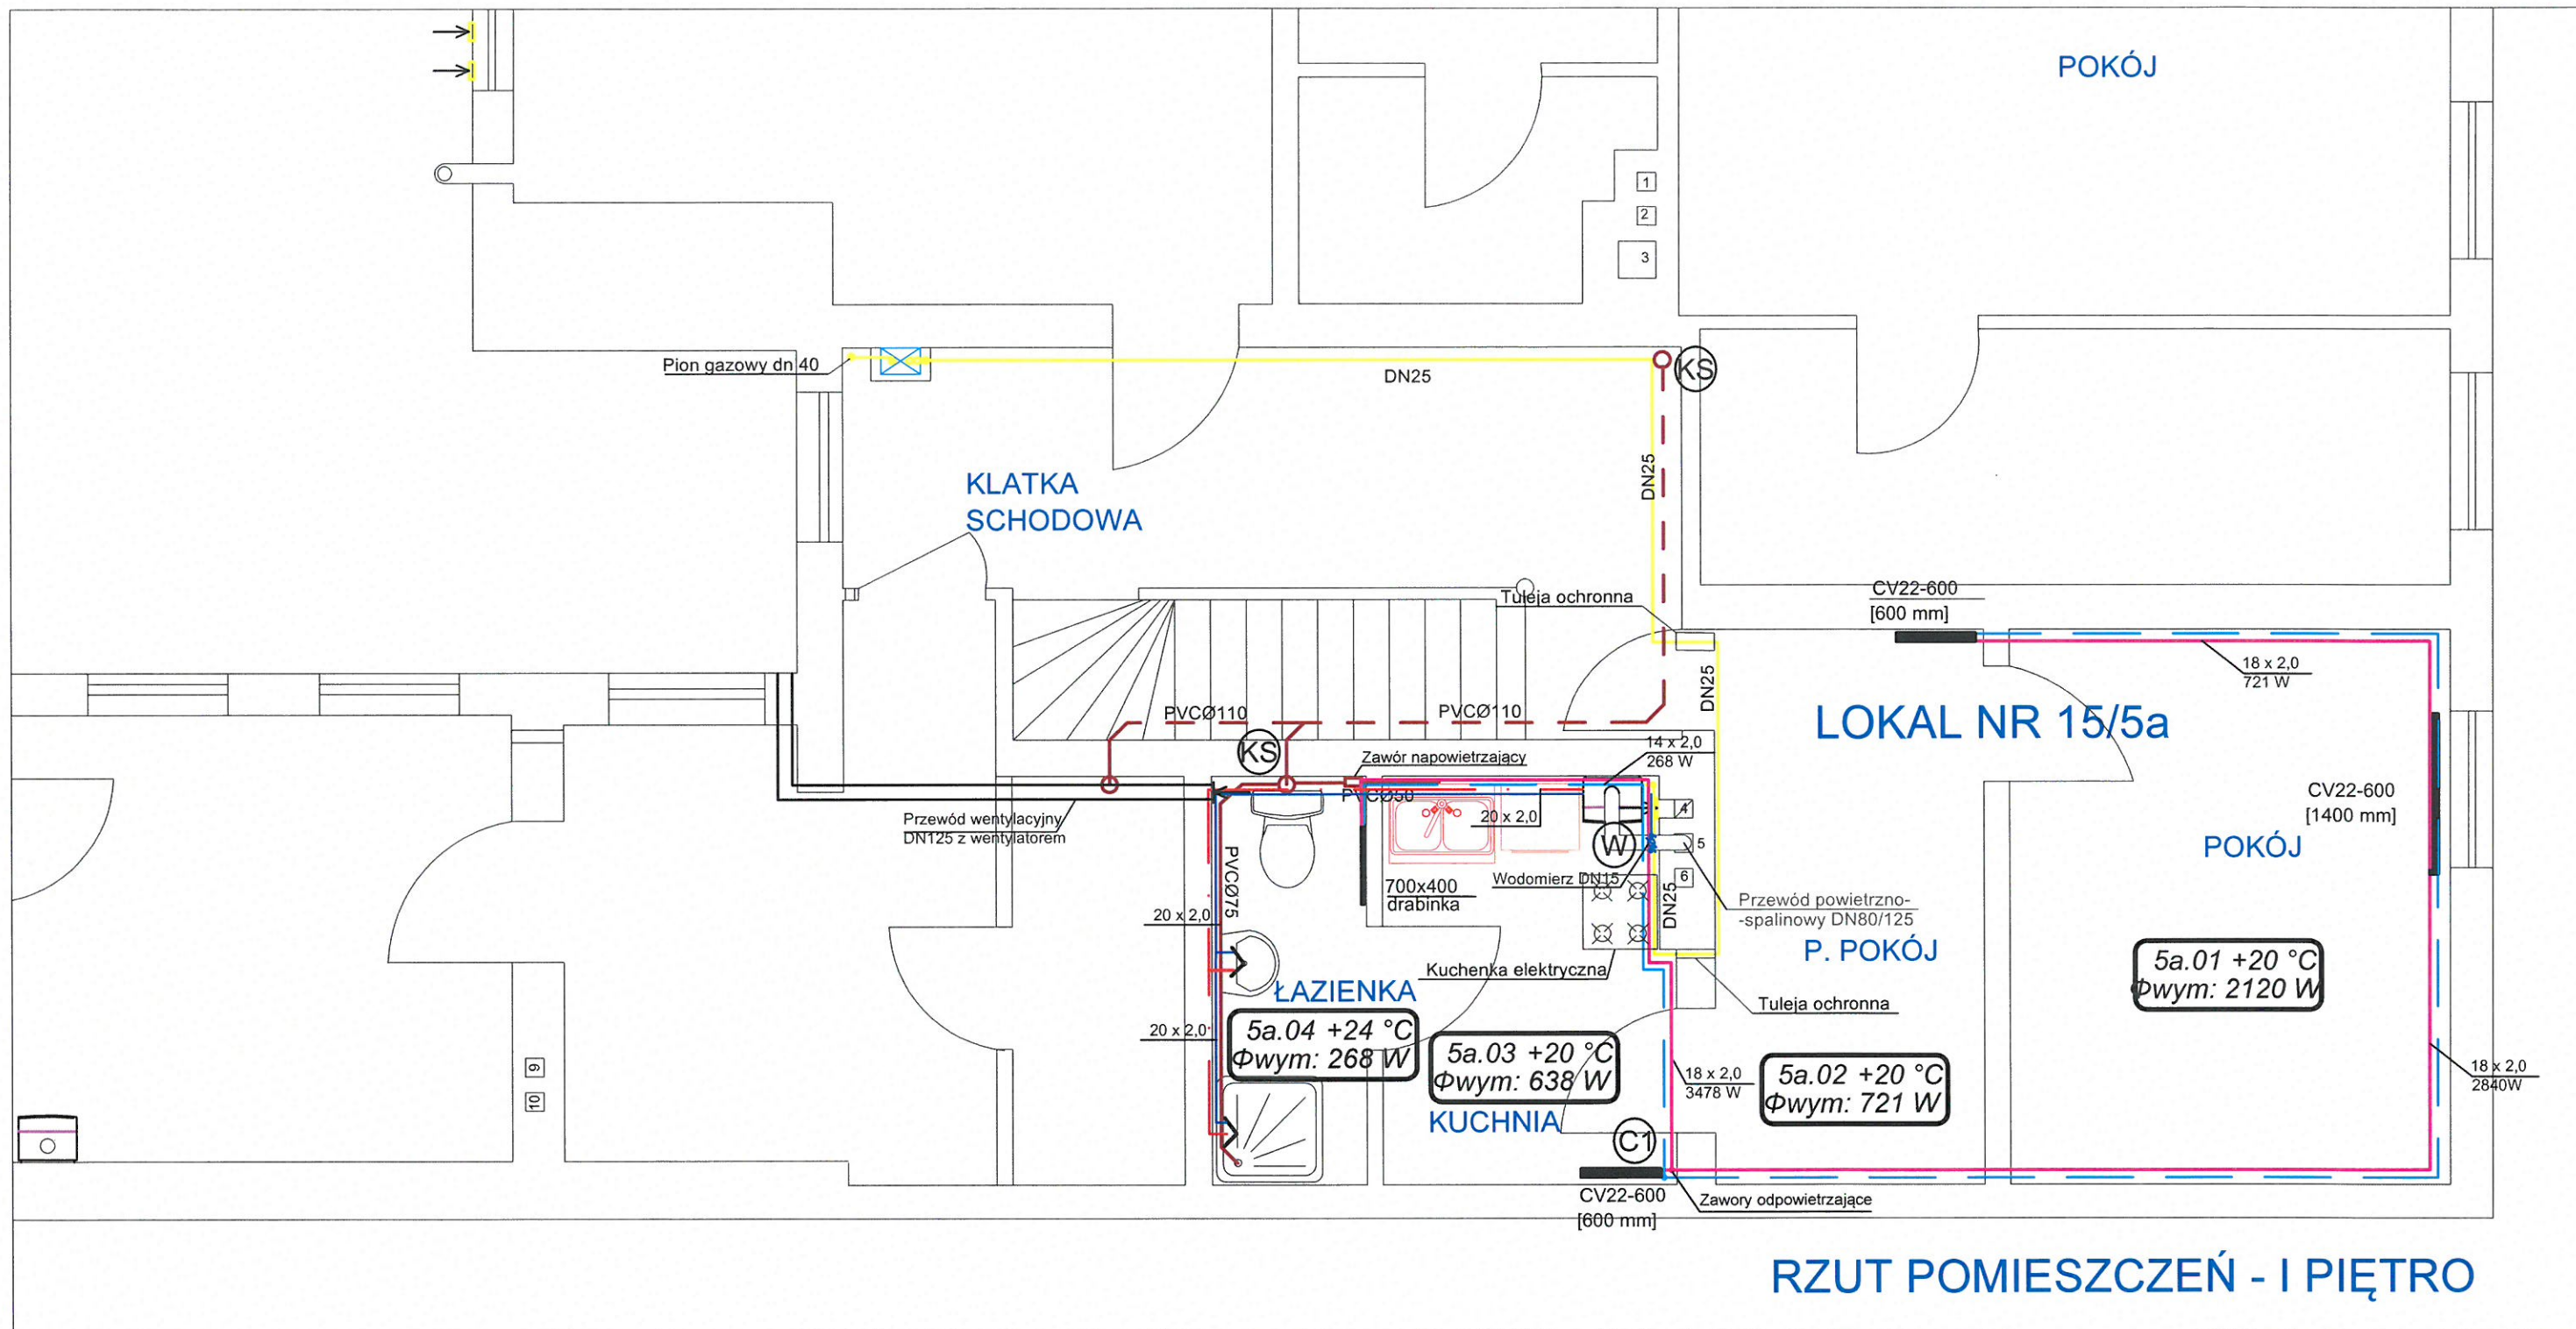 POKÓJ
1
2
3
Pion gazowy dn 40
DN25
KS
DN25
KLATKA
SCHODOWA
Tuleja ochronna
CV22-600
[600 mm]
18 x 2,0
721 W
DN25
LOKAL NR 15/5a
PVCØ110
PVCØ110
KS
Zawór napowietrzający
14 x 2,0
268 W
CV22-600
[1400 mm]
PVCØ50
20 x 2,0
4
Przewód wentylacyjny
DN125 z wentylatorem
W
5
POKÓJ
PVCØ75
700x400
drabinka
Wodomierz DN15
6
DN25
Przewód powietrzno-
-spalinowy DN80/125
20 x 2,0
P. POKÓJ
Kuchenka elektryczna
5a.01 +20 °C
Φwym: 2120 W
ŁAZIENKA
Tuleja ochronna
20 x 2,0
5a.04 +24 °C
Φwym: 268 W
5a.03 +20 °C
Φwym: 638 W
18 x 2,0
3478 W
5a.02 +20 °C
Φwym: 721 W
18 x 2,0
2840W
9
10
KUCHNIA
C1
CV22-600
[600 mm]
Zawory odpowietrzające
RZUT POMIESZCZEŃ - I PIĘTRO